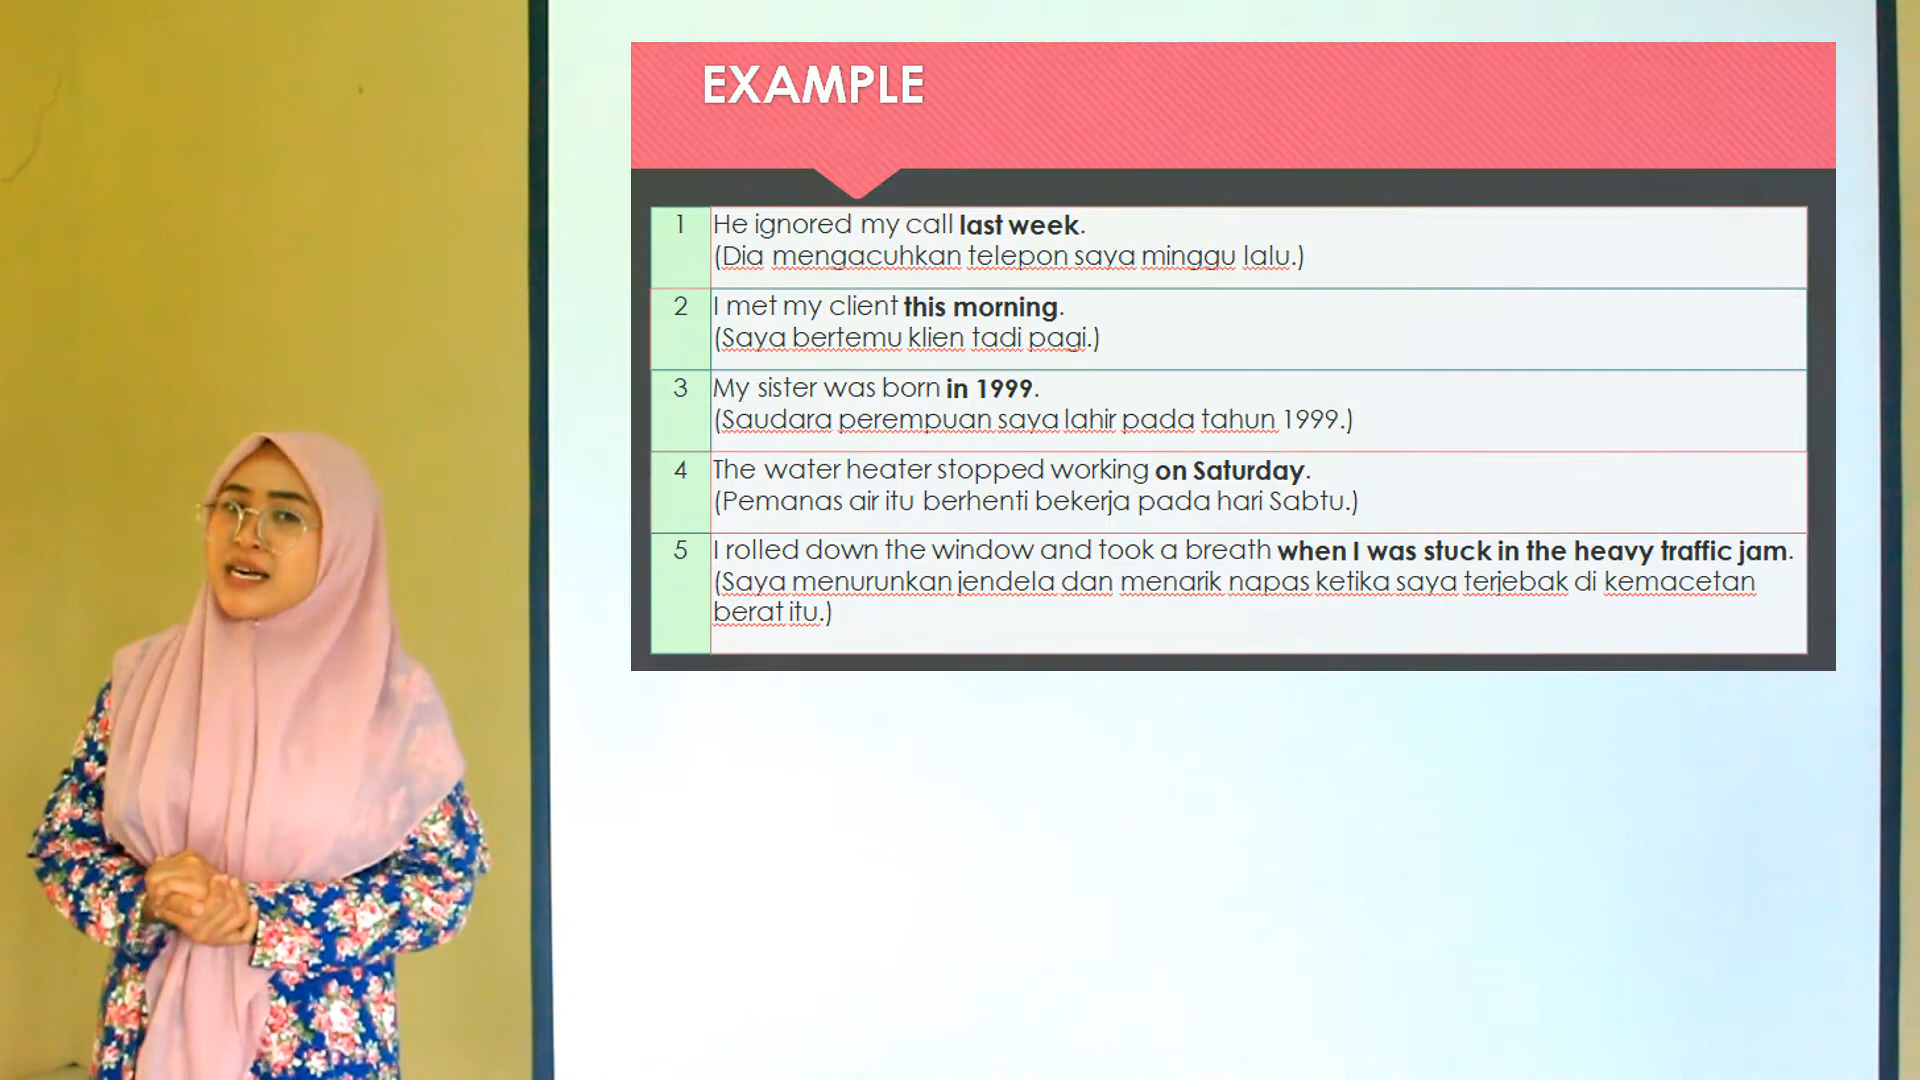 EXAMPLE
1 He ignored my call last week.
(Dia mengacuhkan telepon saya minggu lalu.)
2 I met my client this morning.
(Saya bertemu klien tadi pagi.)
3 My sister was born in 1999.
(Saudara perempuan saya lahir pada tahun 1999.)
4 The water heater stopped working on Saturday.
(Pemanas air itu berhenti bekerja pada hari Sabtu.)
5 I rolled down the window and took a breath when I was stuck in the heavy traffic jam.
(Saya menurunkan jendela dan menarik napas ketika saya terjebak di kemacetan
berat itu.)